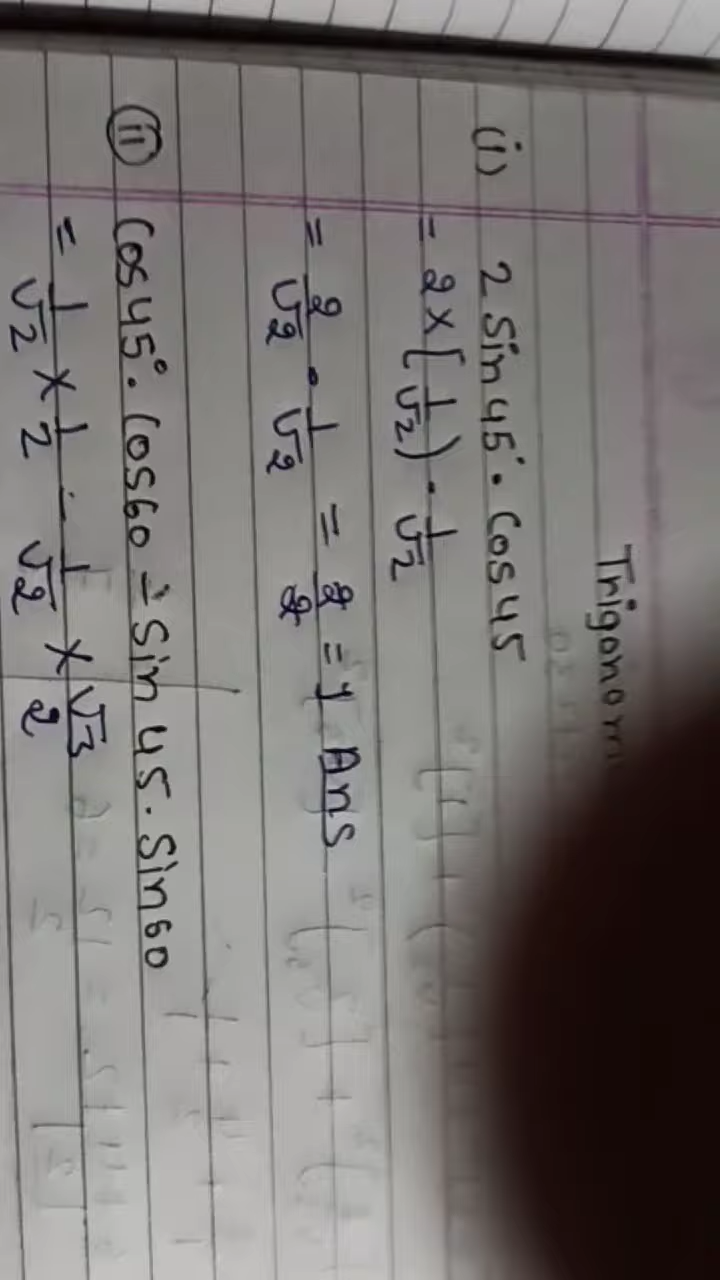 Trigonom
(i) 2 Sin 45° · Cos 45
= 2 × [1/√2) · 1/√2
= 2/√2 · 1/√2 = 2/2 = 1 Ans
(ii) Cos 45° · Cos 60 - Sin 45 · Sin 60
= 1/√2 × 1/2 - 1/√2 × √3/2